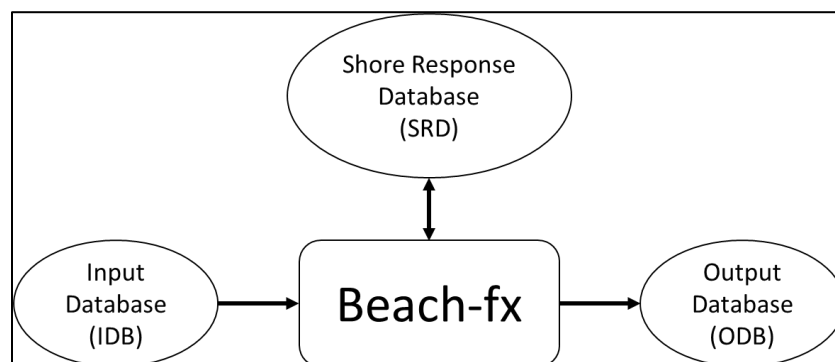 Shore Response
Database
(SRD)
Input
Database
(IDB)
Beach-fx
Output
Database
(ODB)